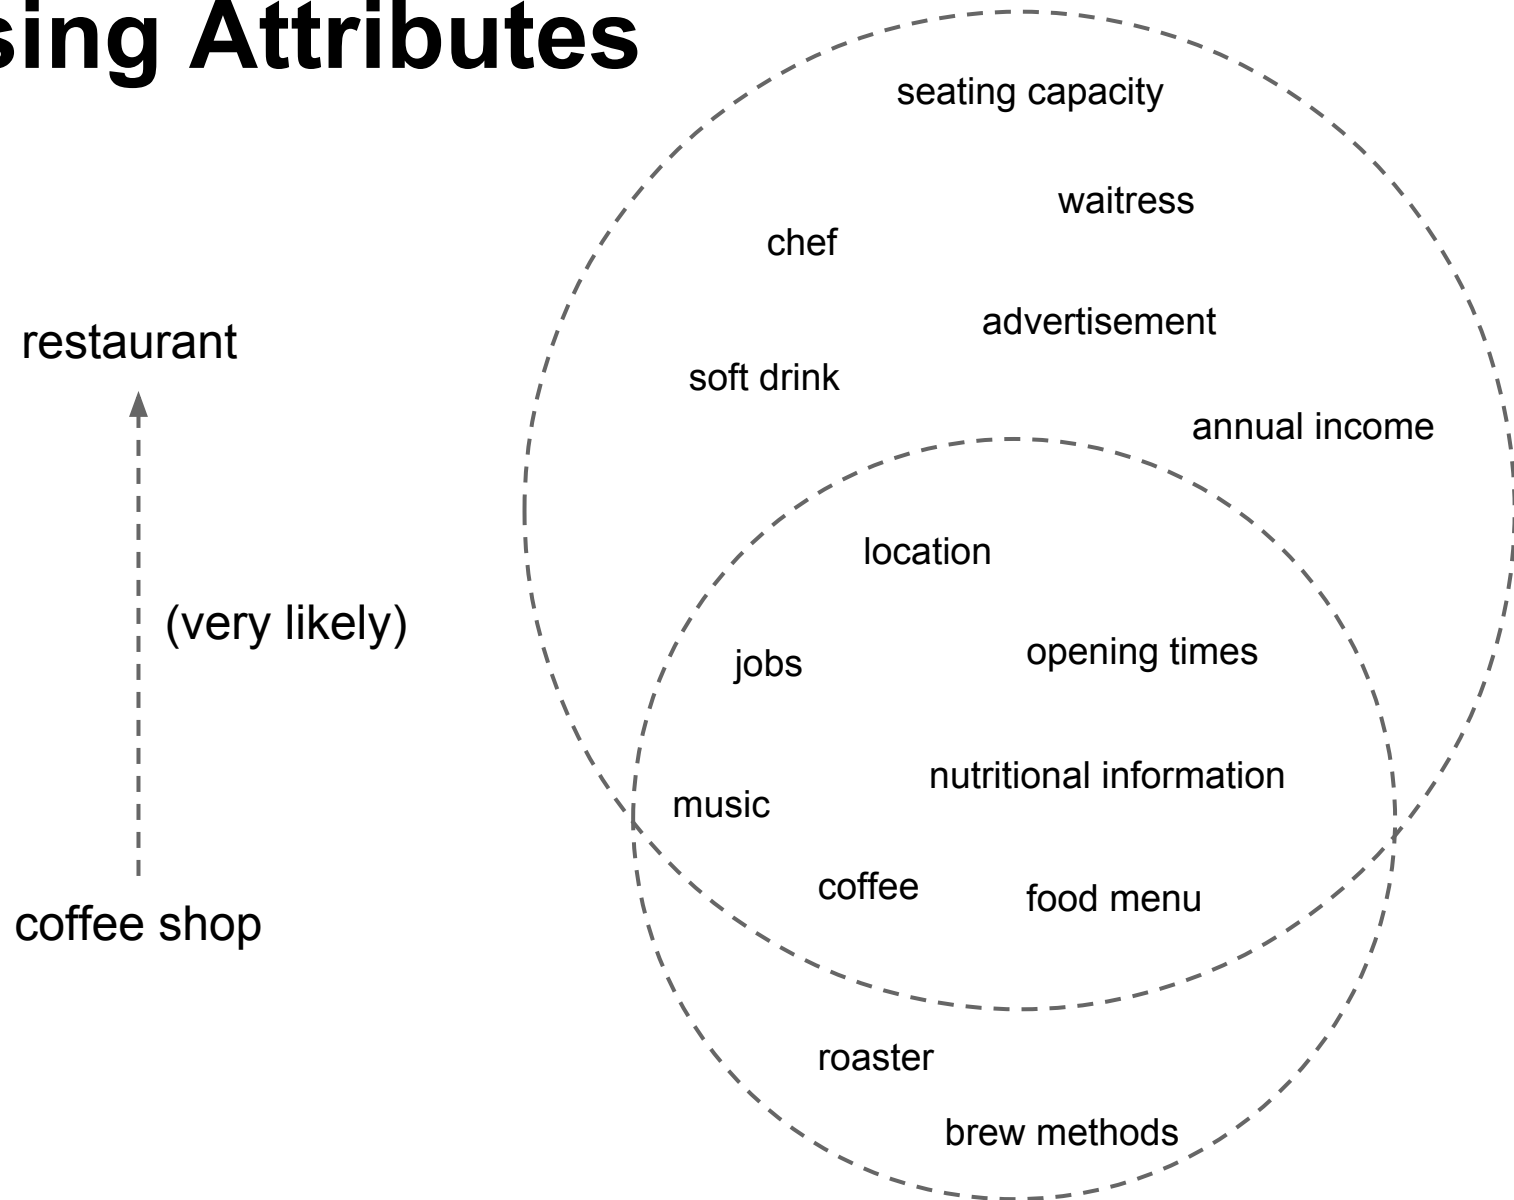 sing Attributes
seating capacity
waitress
chef
advertisement
restaurant
soft drink
annual income
location
(very likely)
jobs
opening times
nutritional information
music
coffee
food menu
coffee shop
roaster
brew methods